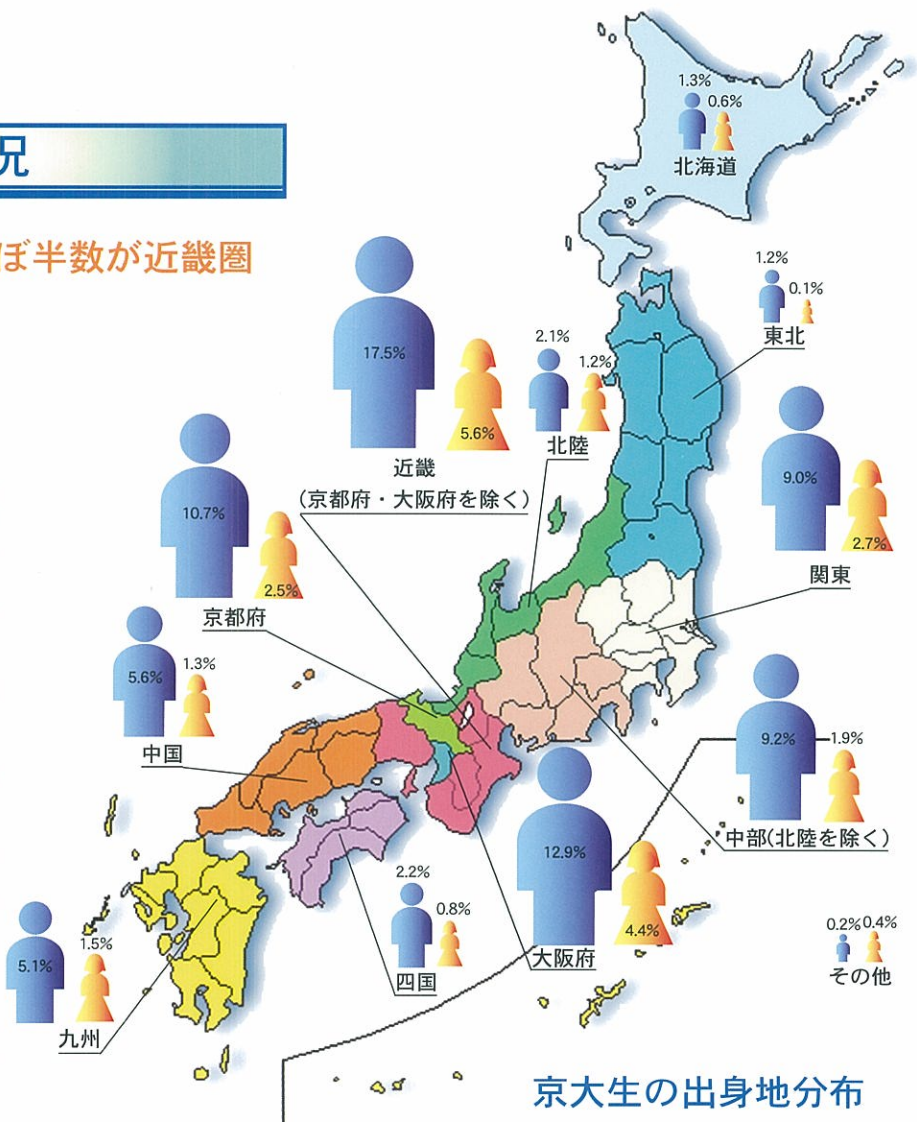 況
ぼ半数が近畿圏
1.3%
0.6%
北海道
1.2%
0.1%
東北
17.5%
5.6%
近畿
(京都府・大阪府を除く)
2.1%
1.2%
北陸
9.0%
2.7%
関東
10.7%
2.5%
京都府
5.6%
1.3%
中国
9.2%
1.9%
中部(北陸を除く)
12.9%
4.4%
大阪府
2.2%
0.8%
四国
5.1%
1.5%
九州
0.2%
0.4%
その他
京大生の出身地分布